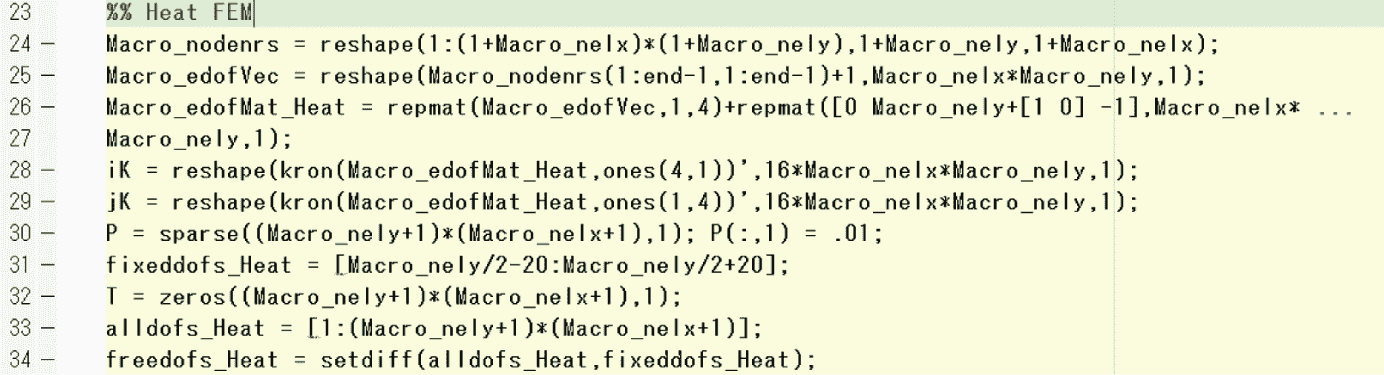 23 %% Heat FEM
24 – Macro_nodenrs = reshape(1:(1+Macro_nelx)*(1+Macro_nely),1+Macro_nely,1+Macro_nelx);
25 – Macro_edofVec = reshape(Macro_nodenrs(1:end-1,1:end-1)+1,Macro_nelx*Macro_nely,1);
26 – Macro_edofMat_Heat = repmat(Macro_edofVec,1,4)+repmat([0 Macro_nely+[1 0] -1],Macro_nelx* ...
27 Macro_nely,1);
28 – iK = reshape(kron(Macro_edofMat_Heat,ones(4,1))',16*Macro_nelx*Macro_nely,1);
29 – jK = reshape(kron(Macro_edofMat_Heat,ones(1,4))',16*Macro_nelx*Macro_nely,1);
30 – P = sparse((Macro_nely+1)*(Macro_nelx+1),1); P(:,1) = .01;
31 – fixeddofs_Heat = [Macro_nely/2-20:Macro_nely/2+20];
32 – T = zeros((Macro_nely+1)*(Macro_nelx+1),1);
33 – alldofs_Heat = [1:(Macro_nely+1)*(Macro_nelx+1)];
34 – freedofs_Heat = setdiff(alldofs_Heat,fixeddofs_Heat);